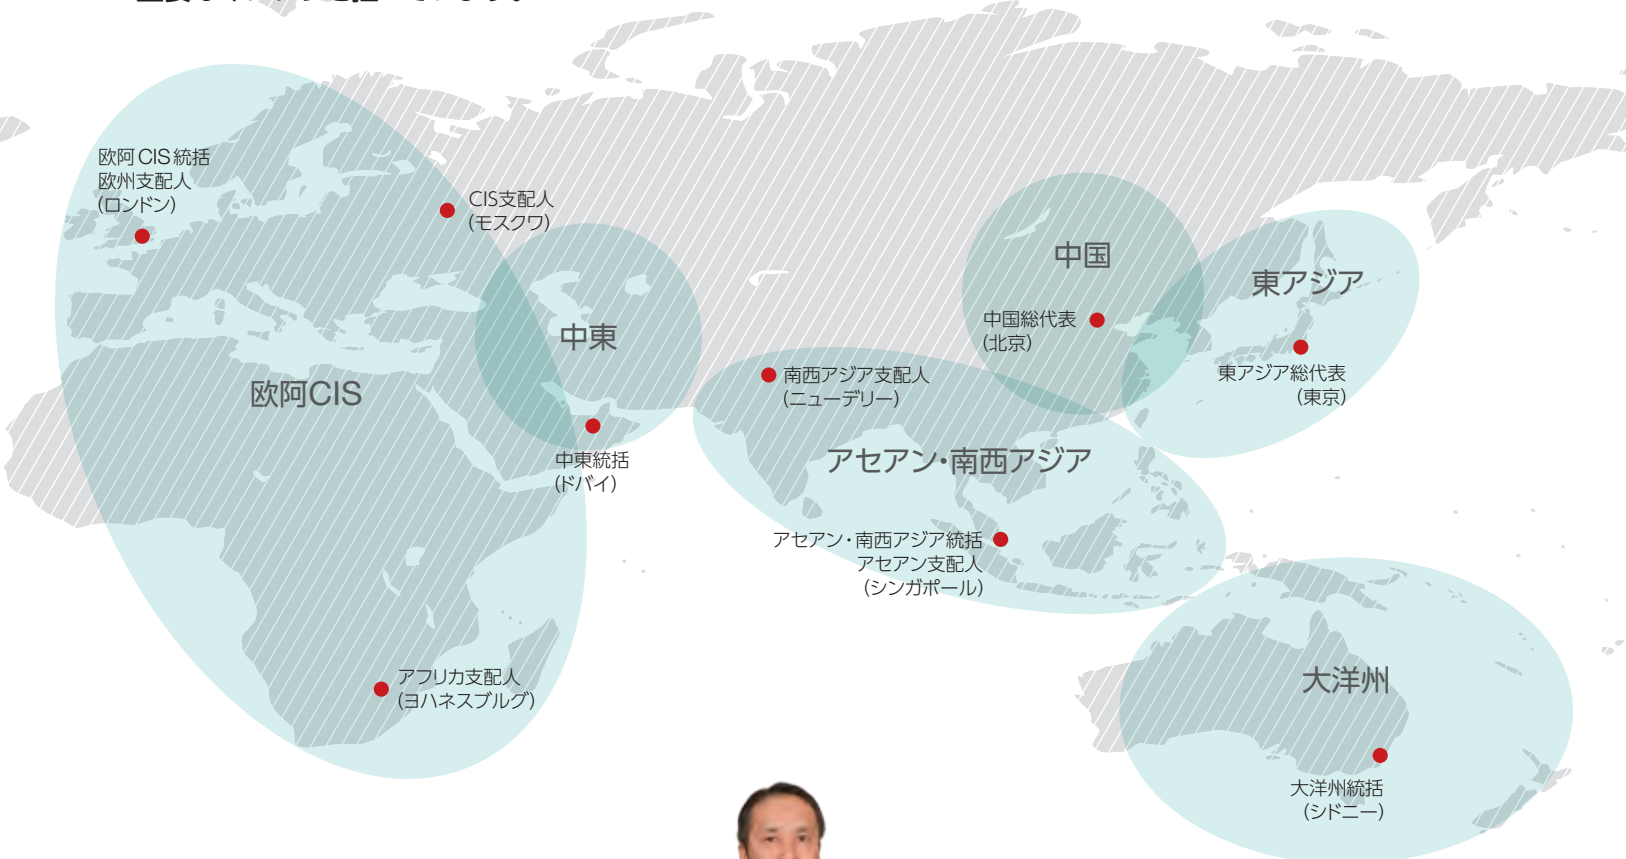 欧阿CIS統括
欧州支配人
(ロンドン)
CIS支配人
(モスクワ)
中国
東アジア
中国総代表
(北京)
中東
東アジア総代表
(東京)
南西アジア支配人
(ニューデリー)
欧阿CIS
中東統括
(ドバイ)
アセアン・南西アジア
アセアン・南西アジア統括
アセアン支配人
(シンガポール)
アフリカ支配人
(ヨハネスブルグ)
大洋州
大洋州統括
(シドニー)